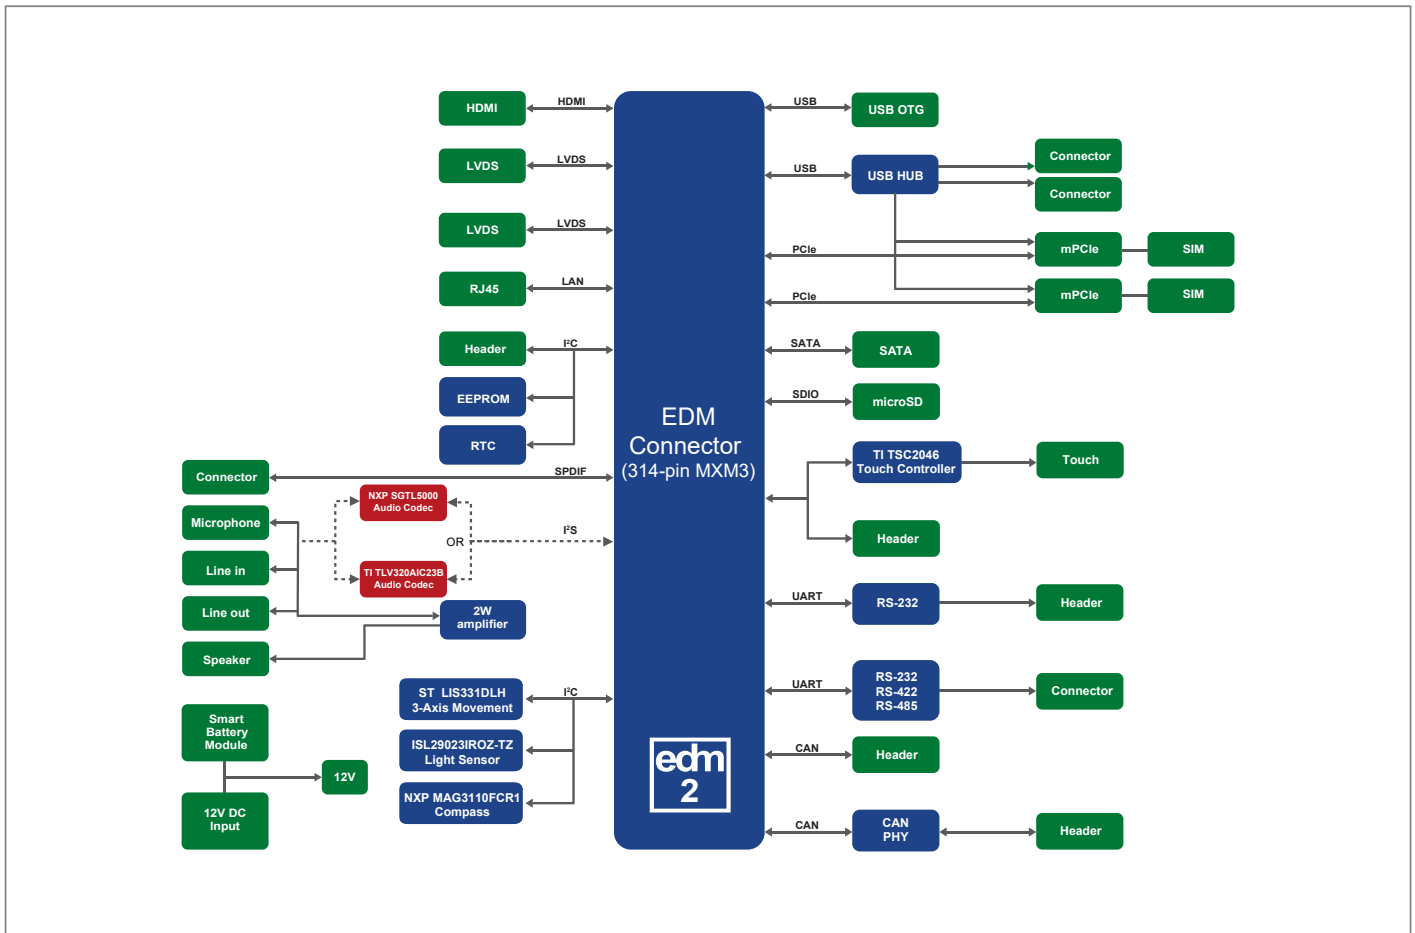 HDMI
HDMI
LVDS
LVDS
LVDS
LVDS
RJ45
LAN
Header
I²C
EEPROM
RTC
Connector
SPDIF
Microphone
NXP SGTL5000
Audio Codec
OR
I²S
Line in
TI TLV320AIC23B
Audio Codec
Line out
2W
amplifier
Speaker
ST LIS331DLH
3-Axis Movement
I²C
ISL29023IROZ-TZ
Light Sensor
NXP MAG3110FCR1
Compass
Smart
Battery
Module
12V
12V DC
Input
EDM
Connector
(314-pin MXM3)
edm
2
USB
USB OTG
USB
USB HUB
Connector
Connector
PCIe
mPCIe
SIM
PCIe
mPCIe
SIM
SATA
SATA
SDIO
microSD
TI TSC2046
Touch Controller
Touch
Header
UART
RS-232
Header
UART
RS-232
RS-422
RS-485
Connector
CAN
Header
CAN
CAN
PHY
Header